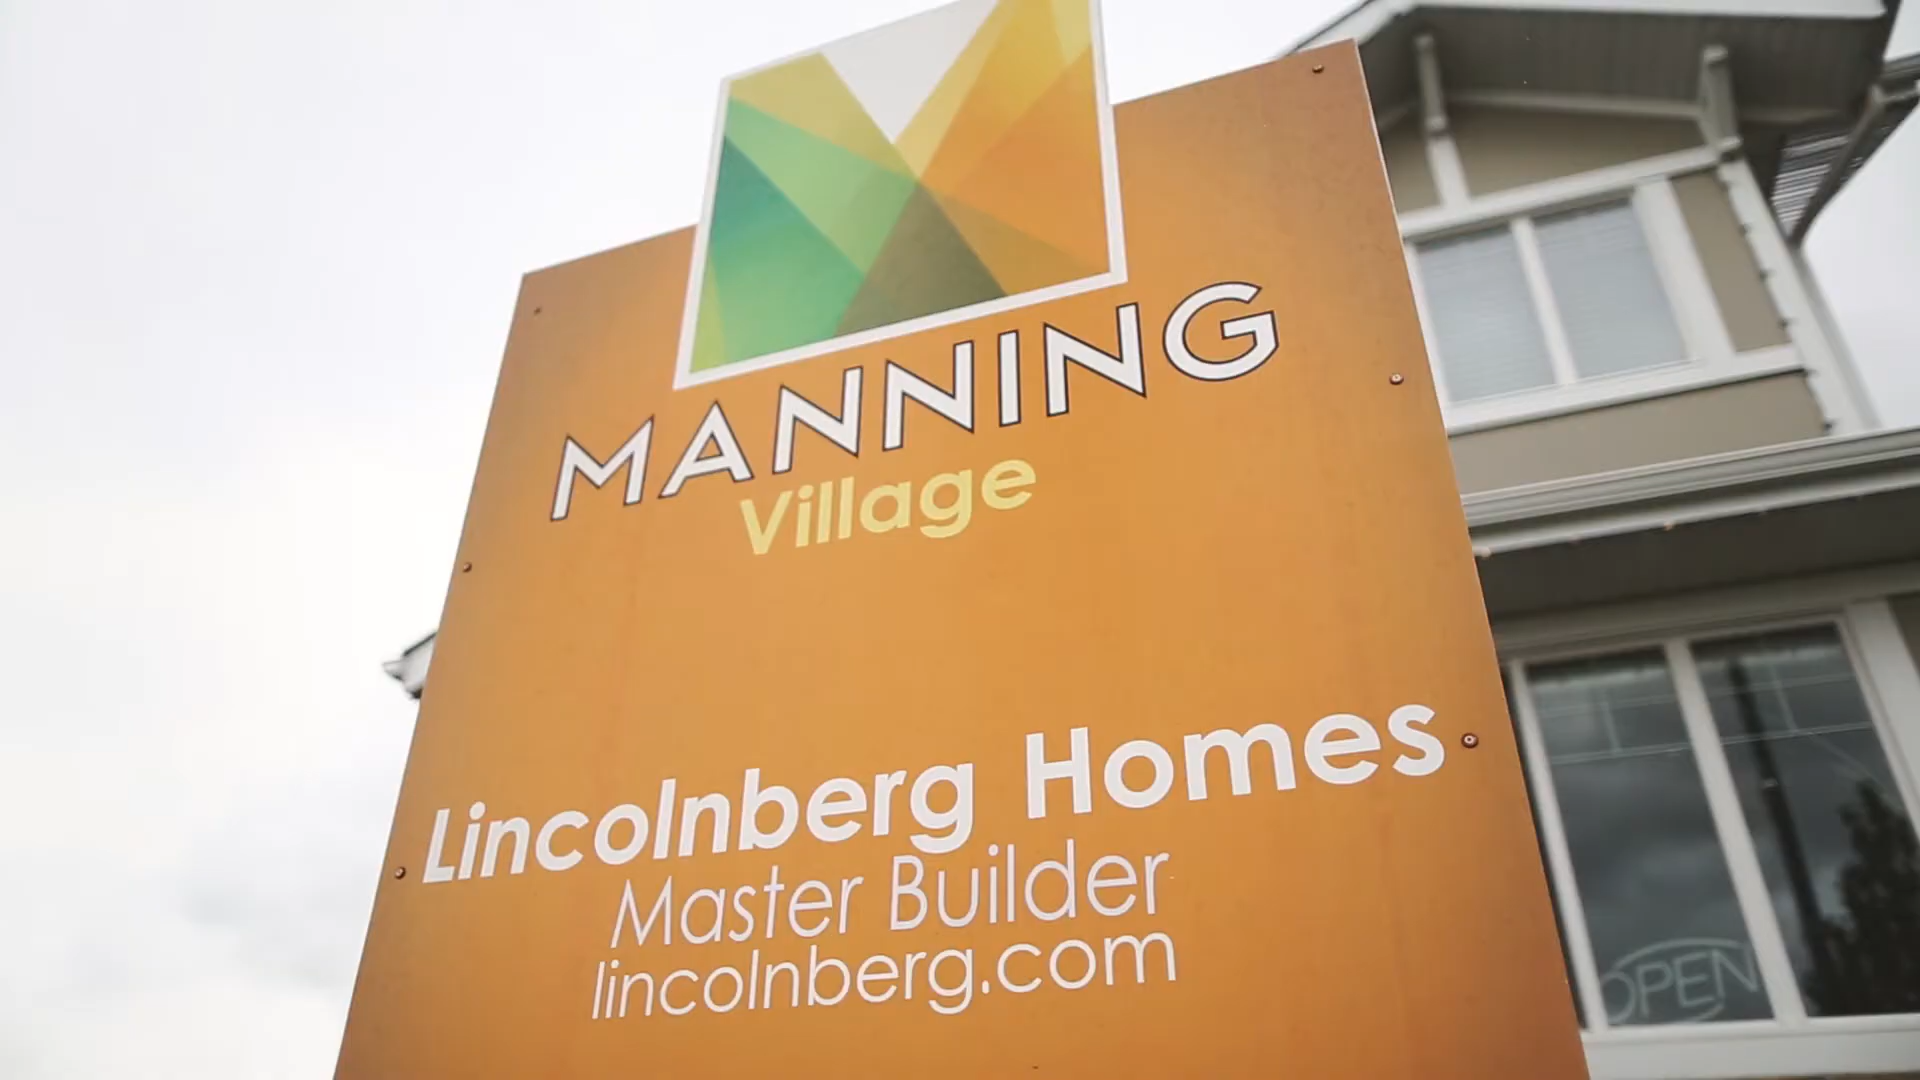 MANNING
Village
Lincolnberg Homes
Master Builder
lincolnberg.com
OPEN